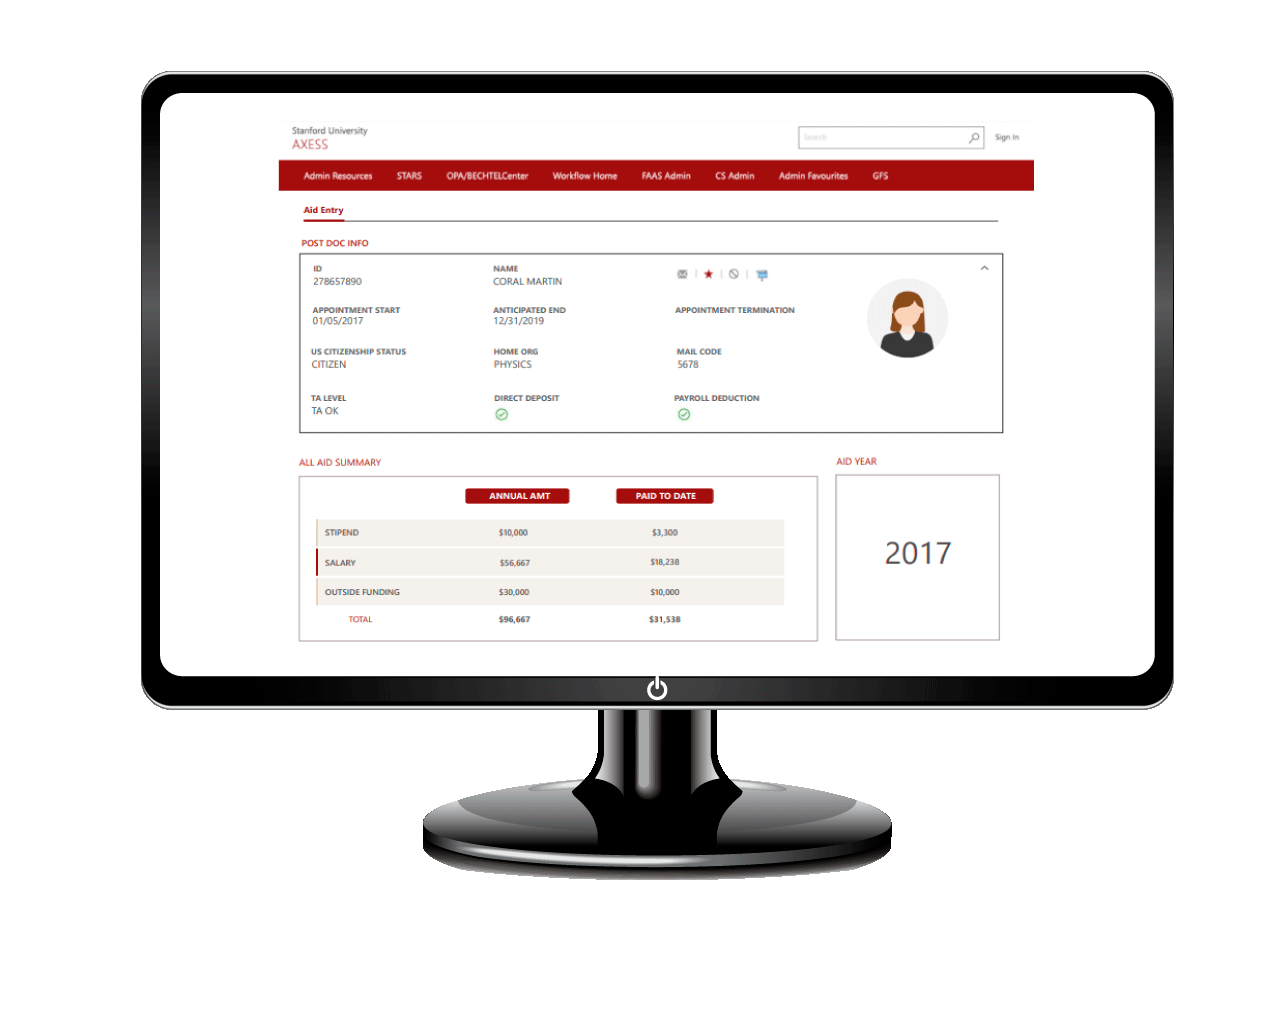 Stanford University
AXESS
Search
Sign In
Admin Resources STARS OPA/BECHTELCenter Workflow Home FAAS Admin CS Admin Admin Favourites GFS
Aid Entry
POST DOC INFO
ID NAME
278657890 CORAL MARTIN
APPOINTMENT START ANTICIPATED END APPOINTMENT TERMINATION
01/05/2017 12/31/2019
US CITIZENSHIP STATUS HOME ORG MAIL CODE
CITIZEN PHYSICS 5678
TA LEVEL DIRECT DEPOSIT PAYROLL DEDUCTION
TA OK
ALL AID SUMMARY AID YEAR
ANNUAL AMT PAID TO DATE
STIPEND $10,000 $3,300
SALARY $56,667 $18,238
OUTSIDE FUNDING $30,000 $10,000
TOTAL $96,667 $31,538
2017